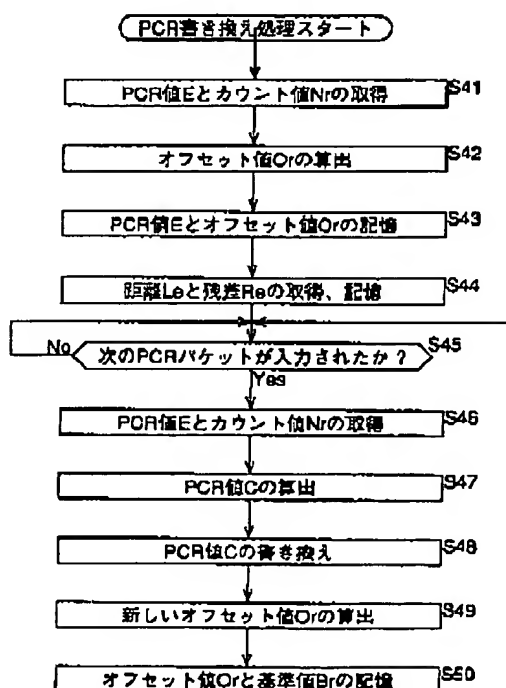 PCR書き換え処理スタート
PCR値EとカウントNrの取得 S41
オフセット値Orの算出 S42
PCR値Eとオフセット値Orの記憶 S43
距離Leと残差Reの取得、記憶 S44
No 次のPCRパケットが入力されたか？ S45
Yes
PCR値Eとカウント値Nrの取得 S46
PCR値Cの算出 S47
PCR値Cの書き換え S48
新しいオフセット値Orの算出 S49
オフセット値Orと基準値Brの記憶 S50